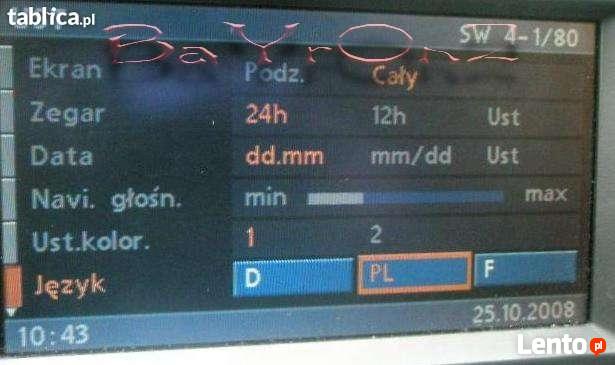 tablica.pl
BaYrOnZ
SW 4-1/80
Ekran Podz. Cały
Zegar 24h 12h Ust
Data dd.mm mm/dd Ust
Navi. głośn. min max
Ust.kolor. 1 2
Język D PL F
25.10.2008
10:43
Lento.pl